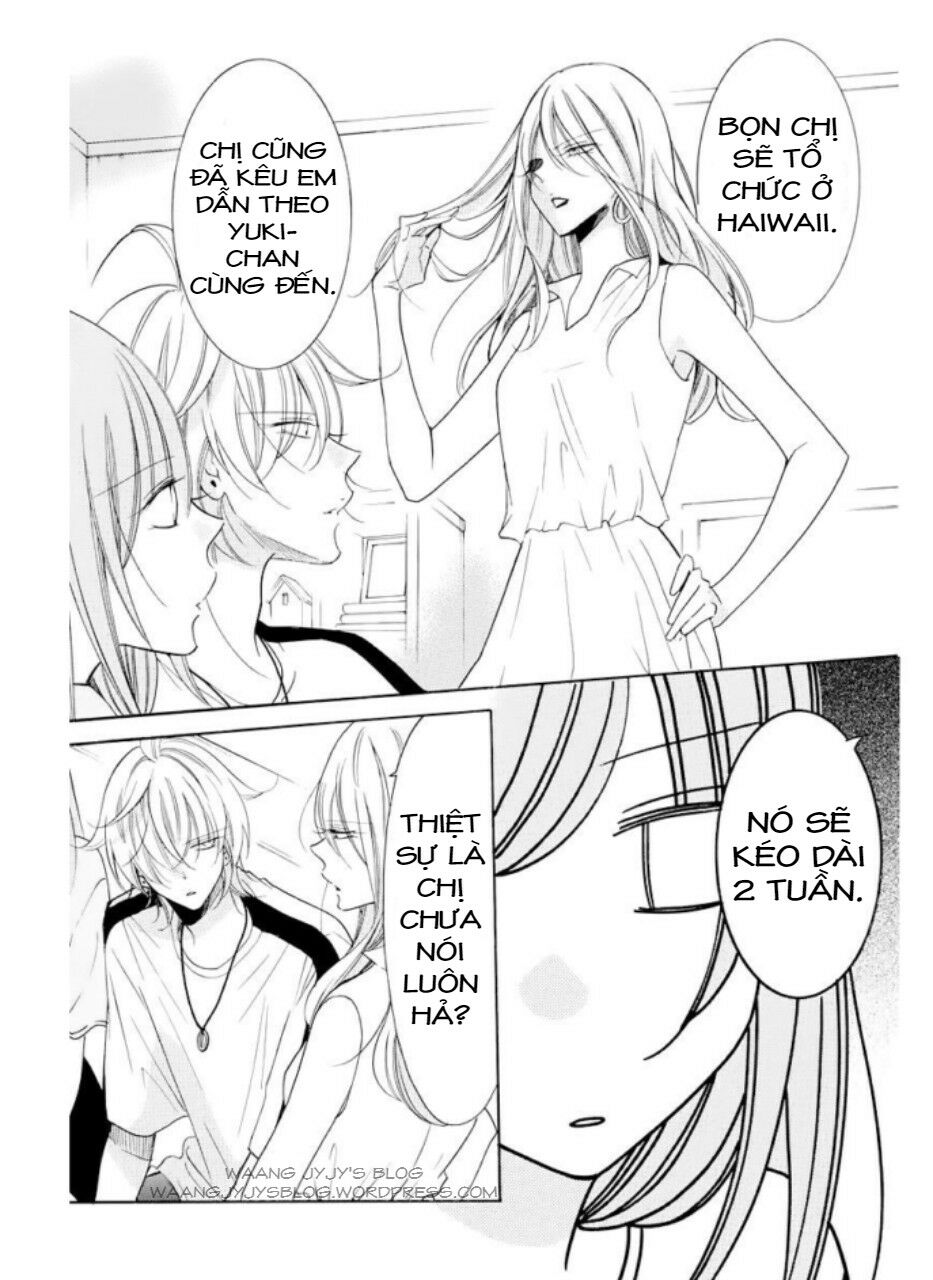 BỌN CHỊ
SẼ TỔ
CHỨC Ở
HAIWAII.
CHỊ CŨNG
ĐÃ KÊU EM
DẪN THEO
YUKI-
CHAN
CÙNG ĐẾN.
NÓ SẼ
KÉO DÀI
2 TUẦN.
THIỆT
SỰ LÀ
CHỊ
CHƯA
NÓI
LUÔN
HẢ?
WAANG JYJY'S BLOG
WAANGJYJYSBLOG.WORDPRESS.COM